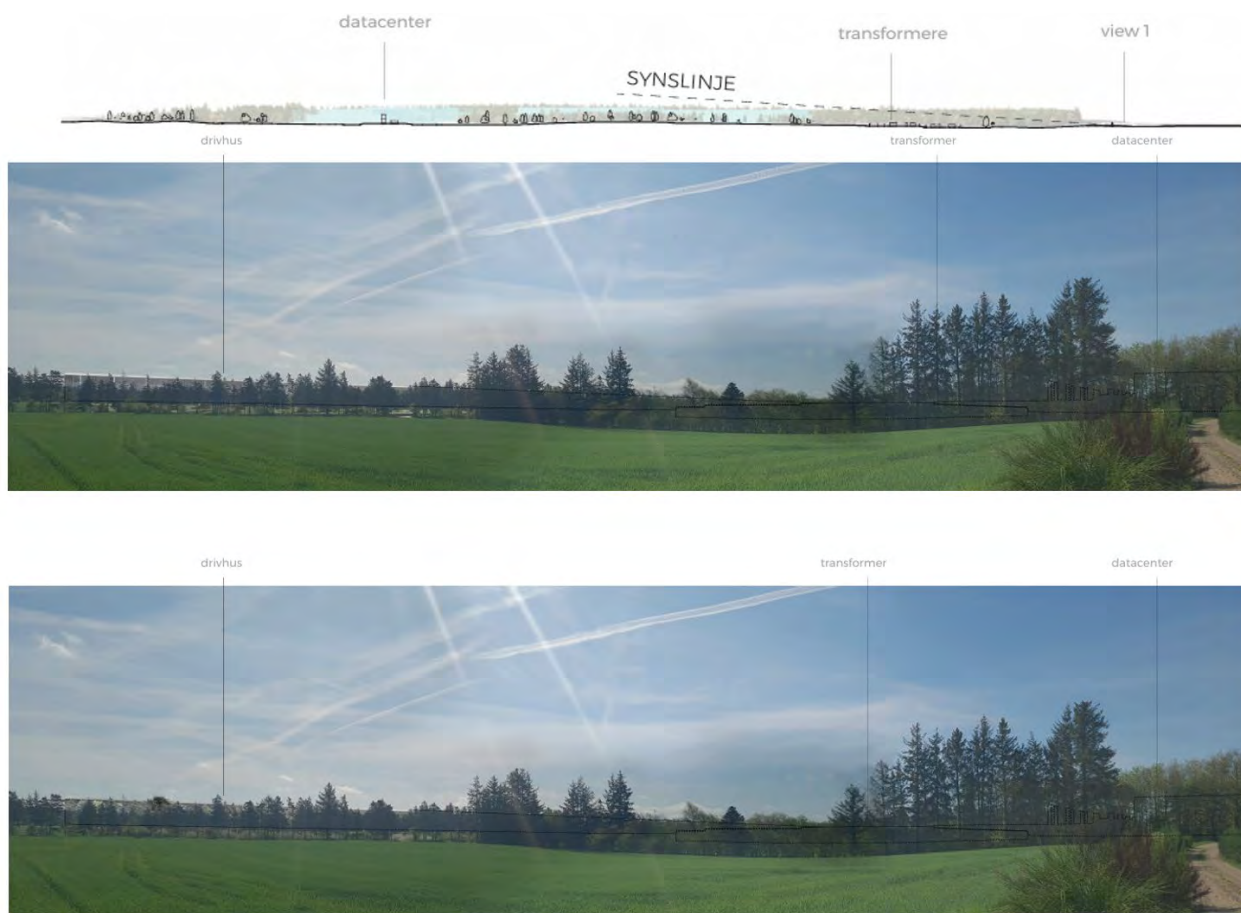 datacenter
transformere
view 1
SYNSLINJE
drivhus
transformer
datacenter
drivhus
transformer
datacenter